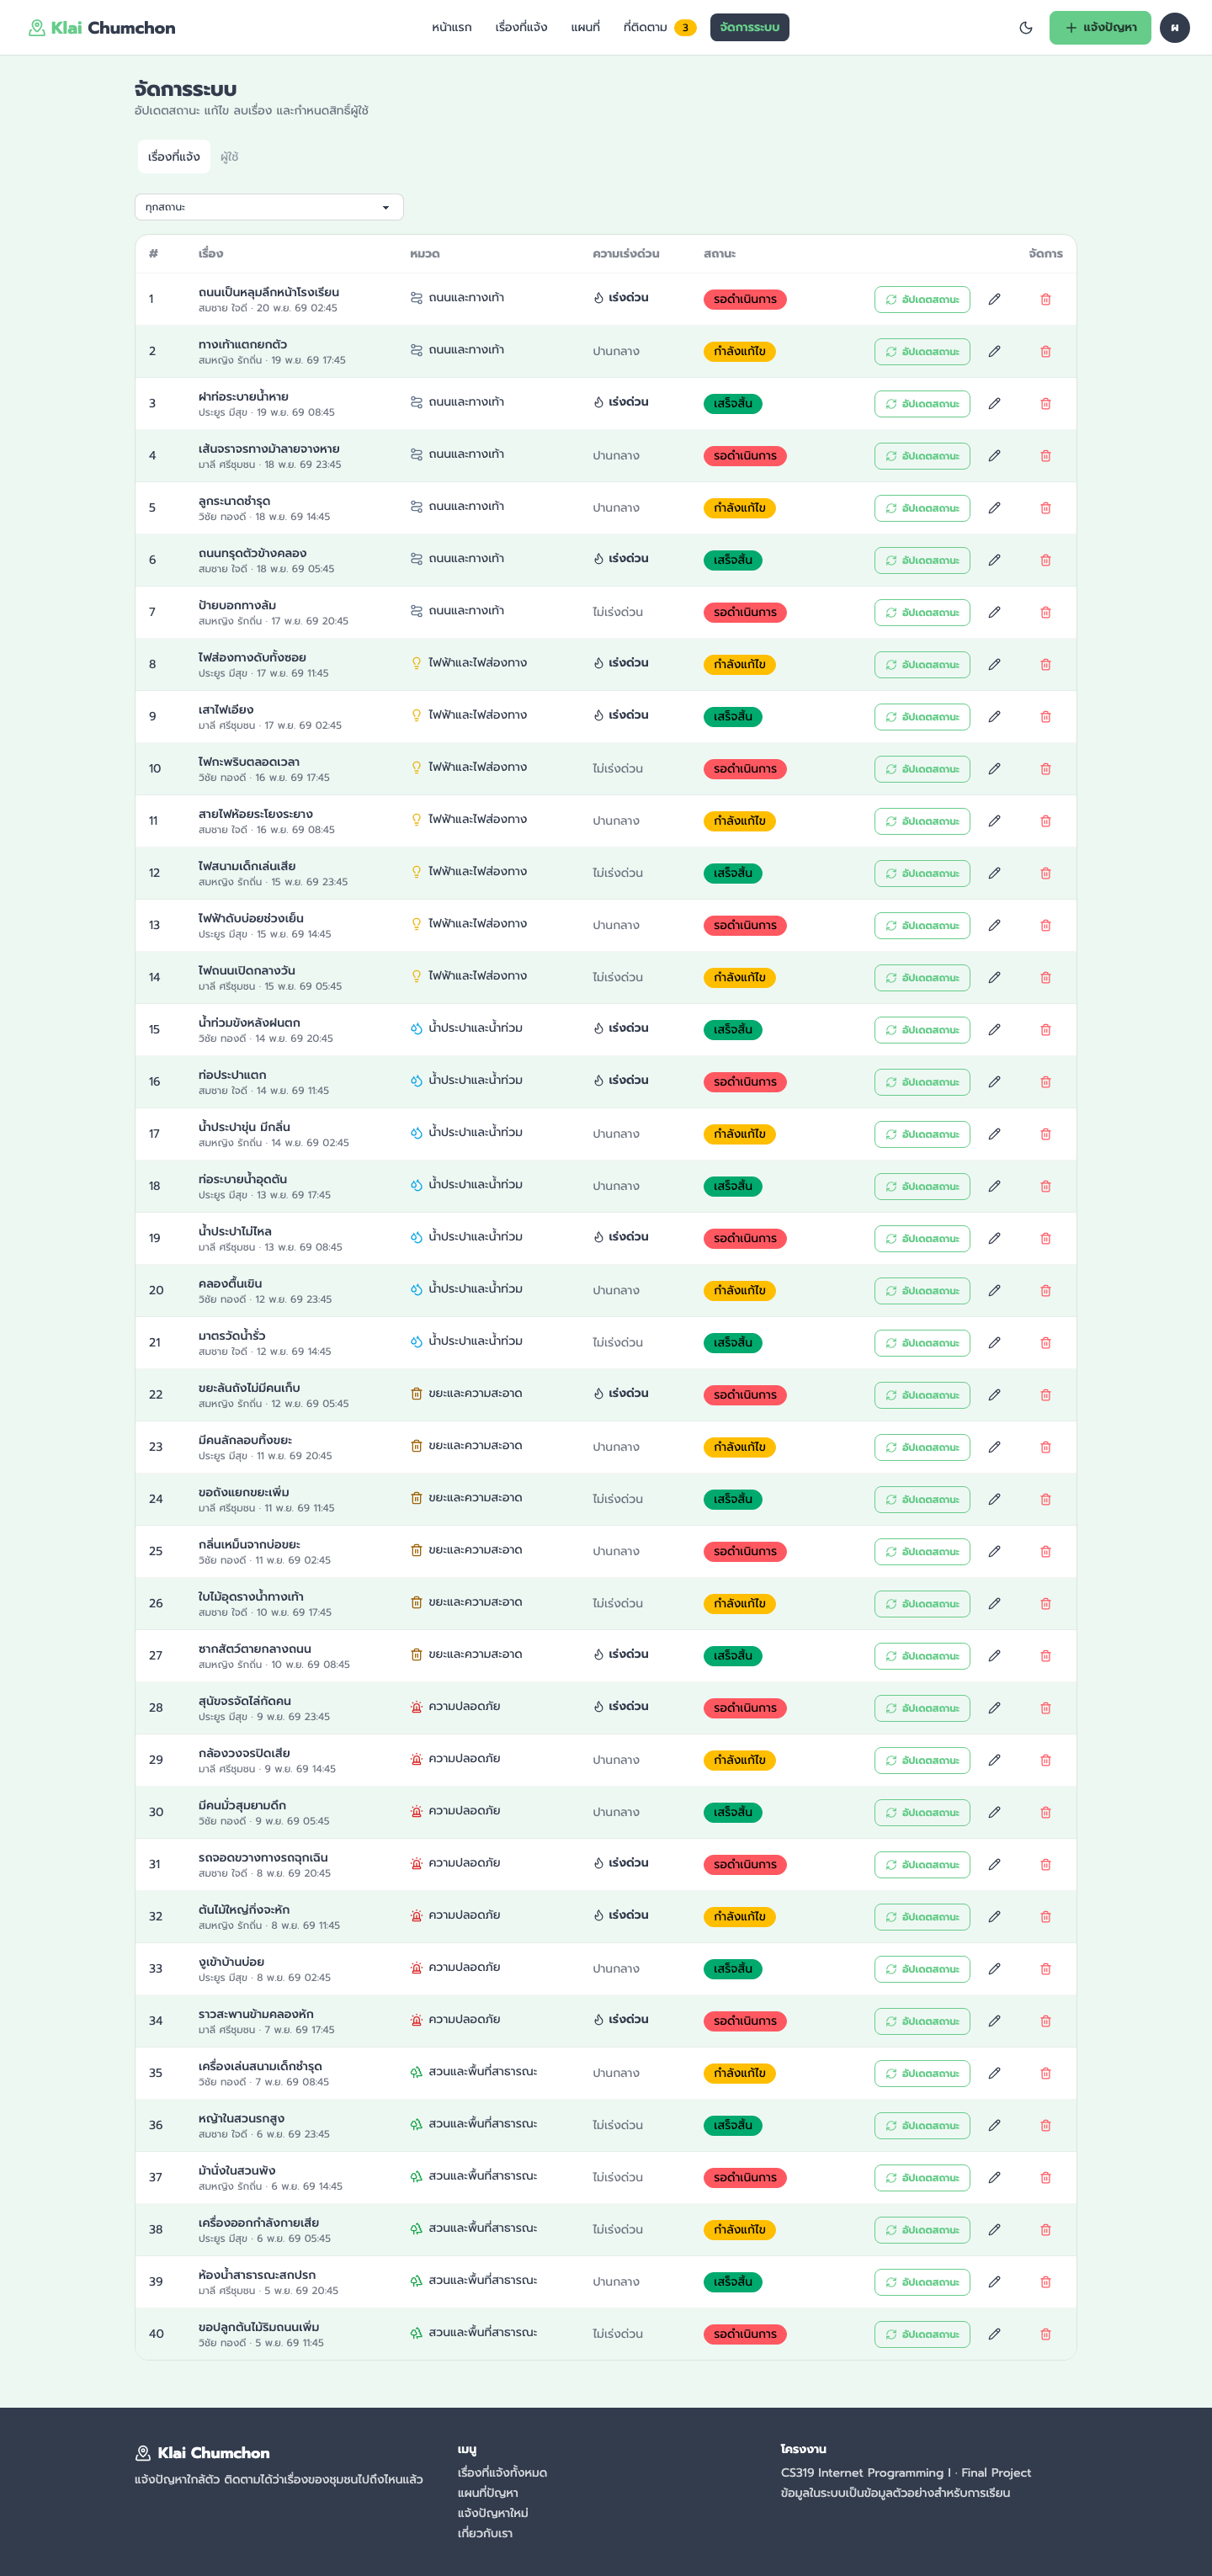 Klai Chumchon
หน้าแรก เรื่องที่แจ้ง แผนที่ ที่ติดตาม 3 จัดการระบบ แจ้งปัญหา ผ
จัดการระบบ
อัปเดตสถานะ แก้ไข ลบเรื่อง และกำหนดสิทธิ์ผู้ใช้
เรื่องที่แจ้ง ผู้ใช้
ทุกสถานะ
# เรื่อง หมวด ความเร่งด่วน สถานะ จัดการ
1 ถนนเป็นหลุมลึกหน้าโรงเรียน ถนนและทางเท้า เร่งด่วน รอดำเนินการ อัปเดตสถานะ
สมชาย ใจดี · 20 พ.ย. 69 02:45
2 ทางเท้าแตกยกตัว ถนนและทางเท้า ปานกลาง กำลังแก้ไข อัปเดตสถานะ
สมหญิง รักถิ่น · 19 พ.ย. 69 17:45
3 ฝาท่อระบายน้ำหาย ถนนและทางเท้า เร่งด่วน เสร็จสิ้น อัปเดตสถานะ
ประยูร มีสุข · 19 พ.ย. 69 08:45
4 เส้นจราจรทางม้าลายจางหาย ถนนและทางเท้า ปานกลาง รอดำเนินการ อัปเดตสถานะ
มาลี ศรีชุมชน · 18 พ.ย. 69 23:45
5 ลูกระนาดชำรุด ถนนและทางเท้า ปานกลาง กำลังแก้ไข อัปเดตสถานะ
วิชัย ทองดี · 18 พ.ย. 69 14:45
6 ถนนทรุดตัวข้างคลอง ถนนและทางเท้า เร่งด่วน เสร็จสิ้น อัปเดตสถานะ
สมชาย ใจดี · 18 พ.ย. 69 05:45
7 ป้ายบอกทางล้ม ถนนและทางเท้า ไม่เร่งด่วน รอดำเนินการ อัปเดตสถานะ
สมหญิง รักถิ่น · 17 พ.ย. 69 20:45
8 ไฟส่องทางดับทั้งซอย ไฟฟ้าและไฟส่องทาง เร่งด่วน กำลังแก้ไข อัปเดตสถานะ
ประยูร มีสุข · 17 พ.ย. 69 11:45
9 เสาไฟเอียง ไฟฟ้าและไฟส่องทาง เร่งด่วน เสร็จสิ้น อัปเดตสถานะ
มาลี ศรีชุมชน · 17 พ.ย. 69 02:45
10 ไฟกะพริบตลอดเวลา ไฟฟ้าและไฟส่องทาง ไม่เร่งด่วน รอดำเนินการ อัปเดตสถานะ
วิชัย ทองดี · 16 พ.ย. 69 17:45
11 สายไฟห้อยระโยงระยาง ไฟฟ้าและไฟส่องทาง ปานกลาง กำลังแก้ไข อัปเดตสถานะ
สมชาย ใจดี · 16 พ.ย. 69 08:45
12 ไฟสนามเด็กเล่นเสีย ไฟฟ้าและไฟส่องทาง ไม่เร่งด่วน เสร็จสิ้น อัปเดตสถานะ
สมหญิง รักถิ่น · 15 พ.ย. 69 23:45
13 ไฟฟ้าดับบ่อยช่วงเย็น ไฟฟ้าและไฟส่องทาง ปานกลาง รอดำเนินการ อัปเดตสถานะ
ประยูร มีสุข · 15 พ.ย. 69 14:45
14 ไฟถนนเปิดกลางวัน ไฟฟ้าและไฟส่องทาง ไม่เร่งด่วน กำลังแก้ไข อัปเดตสถานะ
มาลี ศรีชุมชน · 15 พ.ย. 69 05:45
15 น้ำท่วมขังหลังฝนตก น้ำประปาและน้ำท่วม เร่งด่วน เสร็จสิ้น อัปเดตสถานะ
วิชัย ทองดี · 14 พ.ย. 69 20:45
16 ท่อประปาแตก น้ำประปาและน้ำท่วม เร่งด่วน รอดำเนินการ อัปเดตสถานะ
สมชาย ใจดี · 14 พ.ย. 69 11:45
17 น้ำประปาขุ่น มีกลิ่น น้ำประปาและน้ำท่วม ปานกลาง กำลังแก้ไข อัปเดตสถานะ
สมหญิง รักถิ่น · 14 พ.ย. 69 02:45
18 ท่อระบายน้ำอุดตัน น้ำประปาและน้ำท่วม ปานกลาง เสร็จสิ้น อัปเดตสถานะ
ประยูร มีสุข · 13 พ.ย. 69 17:45
19 น้ำประปาไม่ไหล น้ำประปาและน้ำท่วม เร่งด่วน รอดำเนินการ อัปเดตสถานะ
มาลี ศรีชุมชน · 13 พ.ย. 69 08:45
20 คลองตื้นเขิน น้ำประปาและน้ำท่วม ปานกลาง กำลังแก้ไข อัปเดตสถานะ
วิชัย ทองดี · 12 พ.ย. 69 23:45
21 มาตรวัดน้ำรั่ว น้ำประปาและน้ำท่วม ไม่เร่งด่วน เสร็จสิ้น อัปเดตสถานะ
สมชาย ใจดี · 12 พ.ย. 69 14:45
22 ขยะล้นถังไม่มีคนเก็บ ขยะและความสะอาด เร่งด่วน รอดำเนินการ อัปเดตสถานะ
สมหญิง รักถิ่น · 12 พ.ย. 69 05:45
23 มีคนลักลอบทิ้งขยะ ขยะและความสะอาด ปานกลาง กำลังแก้ไข อัปเดตสถานะ
ประยูร มีสุข · 11 พ.ย. 69 20:45
24 ขอถังแยกขยะเพิ่ม ขยะและความสะอาด ไม่เร่งด่วน เสร็จสิ้น อัปเดตสถานะ
มาลี ศรีชุมชน · 11 พ.ย. 69 11:45
25 กลิ่นเหม็นจากบ่อขยะ ขยะและความสะอาด ปานกลาง รอดำเนินการ อัปเดตสถานะ
วิชัย ทองดี · 11 พ.ย. 69 02:45
26 ใบไม้อุดรางน้ำทางเท้า ขยะและความสะอาด ไม่เร่งด่วน กำลังแก้ไข อัปเดตสถานะ
สมชาย ใจดี · 10 พ.ย. 69 17:45
27 ซากสัตว์ตายกลางถนน ขยะและความสะอาด เร่งด่วน เสร็จสิ้น อัปเดตสถานะ
สมหญิง รักถิ่น · 10 พ.ย. 69 08:45
28 สุนัขจรจัดไล่กัดคน ความปลอดภัย เร่งด่วน รอดำเนินการ อัปเดตสถานะ
ประยูร มีสุข · 9 พ.ย. 69 23:45
29 กล้องวงจรปิดเสีย ความปลอดภัย ปานกลาง กำลังแก้ไข อัปเดตสถานะ
มาลี ศรีชุมชน · 9 พ.ย. 69 14:45
30 มีคนมั่วสุมยามดึก ความปลอดภัย ปานกลาง เสร็จสิ้น อัปเดตสถานะ
วิชัย ทองดี · 9 พ.ย. 69 05:45
31 รถจอดขวางทางรถฉุกเฉิน ความปลอดภัย เร่งด่วน รอดำเนินการ อัปเดตสถานะ
สมชาย ใจดี · 8 พ.ย. 69 20:45
32 ต้นไม้ใหญ่กิ่งจะหัก ความปลอดภัย เร่งด่วน กำลังแก้ไข อัปเดตสถานะ
สมหญิง รักถิ่น · 8 พ.ย. 69 11:45
33 งูเข้าบ้านบ่อย ความปลอดภัย ปานกลาง เสร็จสิ้น อัปเดตสถานะ
ประยูร มีสุข · 8 พ.ย. 69 02:45
34 ราวสะพานข้ามคลองหัก ความปลอดภัย เร่งด่วน รอดำเนินการ อัปเดตสถานะ
มาลี ศรีชุมชน · 7 พ.ย. 69 17:45
35 เครื่องเล่นสนามเด็กชำรุด สวนและพื้นที่สาธารณะ ปานกลาง กำลังแก้ไข อัปเดตสถานะ
วิชัย ทองดี · 7 พ.ย. 69 08:45
36 หญ้าในสวนรกสูง สวนและพื้นที่สาธารณะ ไม่เร่งด่วน เสร็จสิ้น อัปเดตสถานะ
สมชาย ใจดี · 6 พ.ย. 69 23:45
37 ม้านั่งในสวนพัง สวนและพื้นที่สาธารณะ ไม่เร่งด่วน รอดำเนินการ อัปเดตสถานะ
สมหญิง รักถิ่น · 6 พ.ย. 69 14:45
38 เครื่องออกกำลังกายเสีย สวนและพื้นที่สาธารณะ ไม่เร่งด่วน กำลังแก้ไข อัปเดตสถานะ
ประยูร มีสุข · 6 พ.ย. 69 05:45
39 ห้องน้ำสาธารณะสกปรก สวนและพื้นที่สาธารณะ ปานกลาง เสร็จสิ้น อัปเดตสถานะ
มาลี ศรีชุมชน · 5 พ.ย. 69 20:45
40 ขอปลูกต้นไม้ริมถนนเพิ่ม สวนและพื้นที่สาธารณะ ไม่เร่งด่วน รอดำเนินการ อัปเดตสถานะ
วิชัย ทองดี · 5 พ.ย. 69 11:45
Klai Chumchon
แจ้งปัญหาใกล้ตัว ติดตามได้ว่าเรื่องของชุมชนไปถึงไหนแล้ว
เมนู
เรื่องที่แจ้งทั้งหมด
แผนที่ปัญหา
แจ้งปัญหาใหม่
เกี่ยวกับเรา
โครงงาน
CS319 Internet Programming I · Final Project
ข้อมูลในระบบเป็นข้อมูลตัวอย่างสำหรับการเรียน